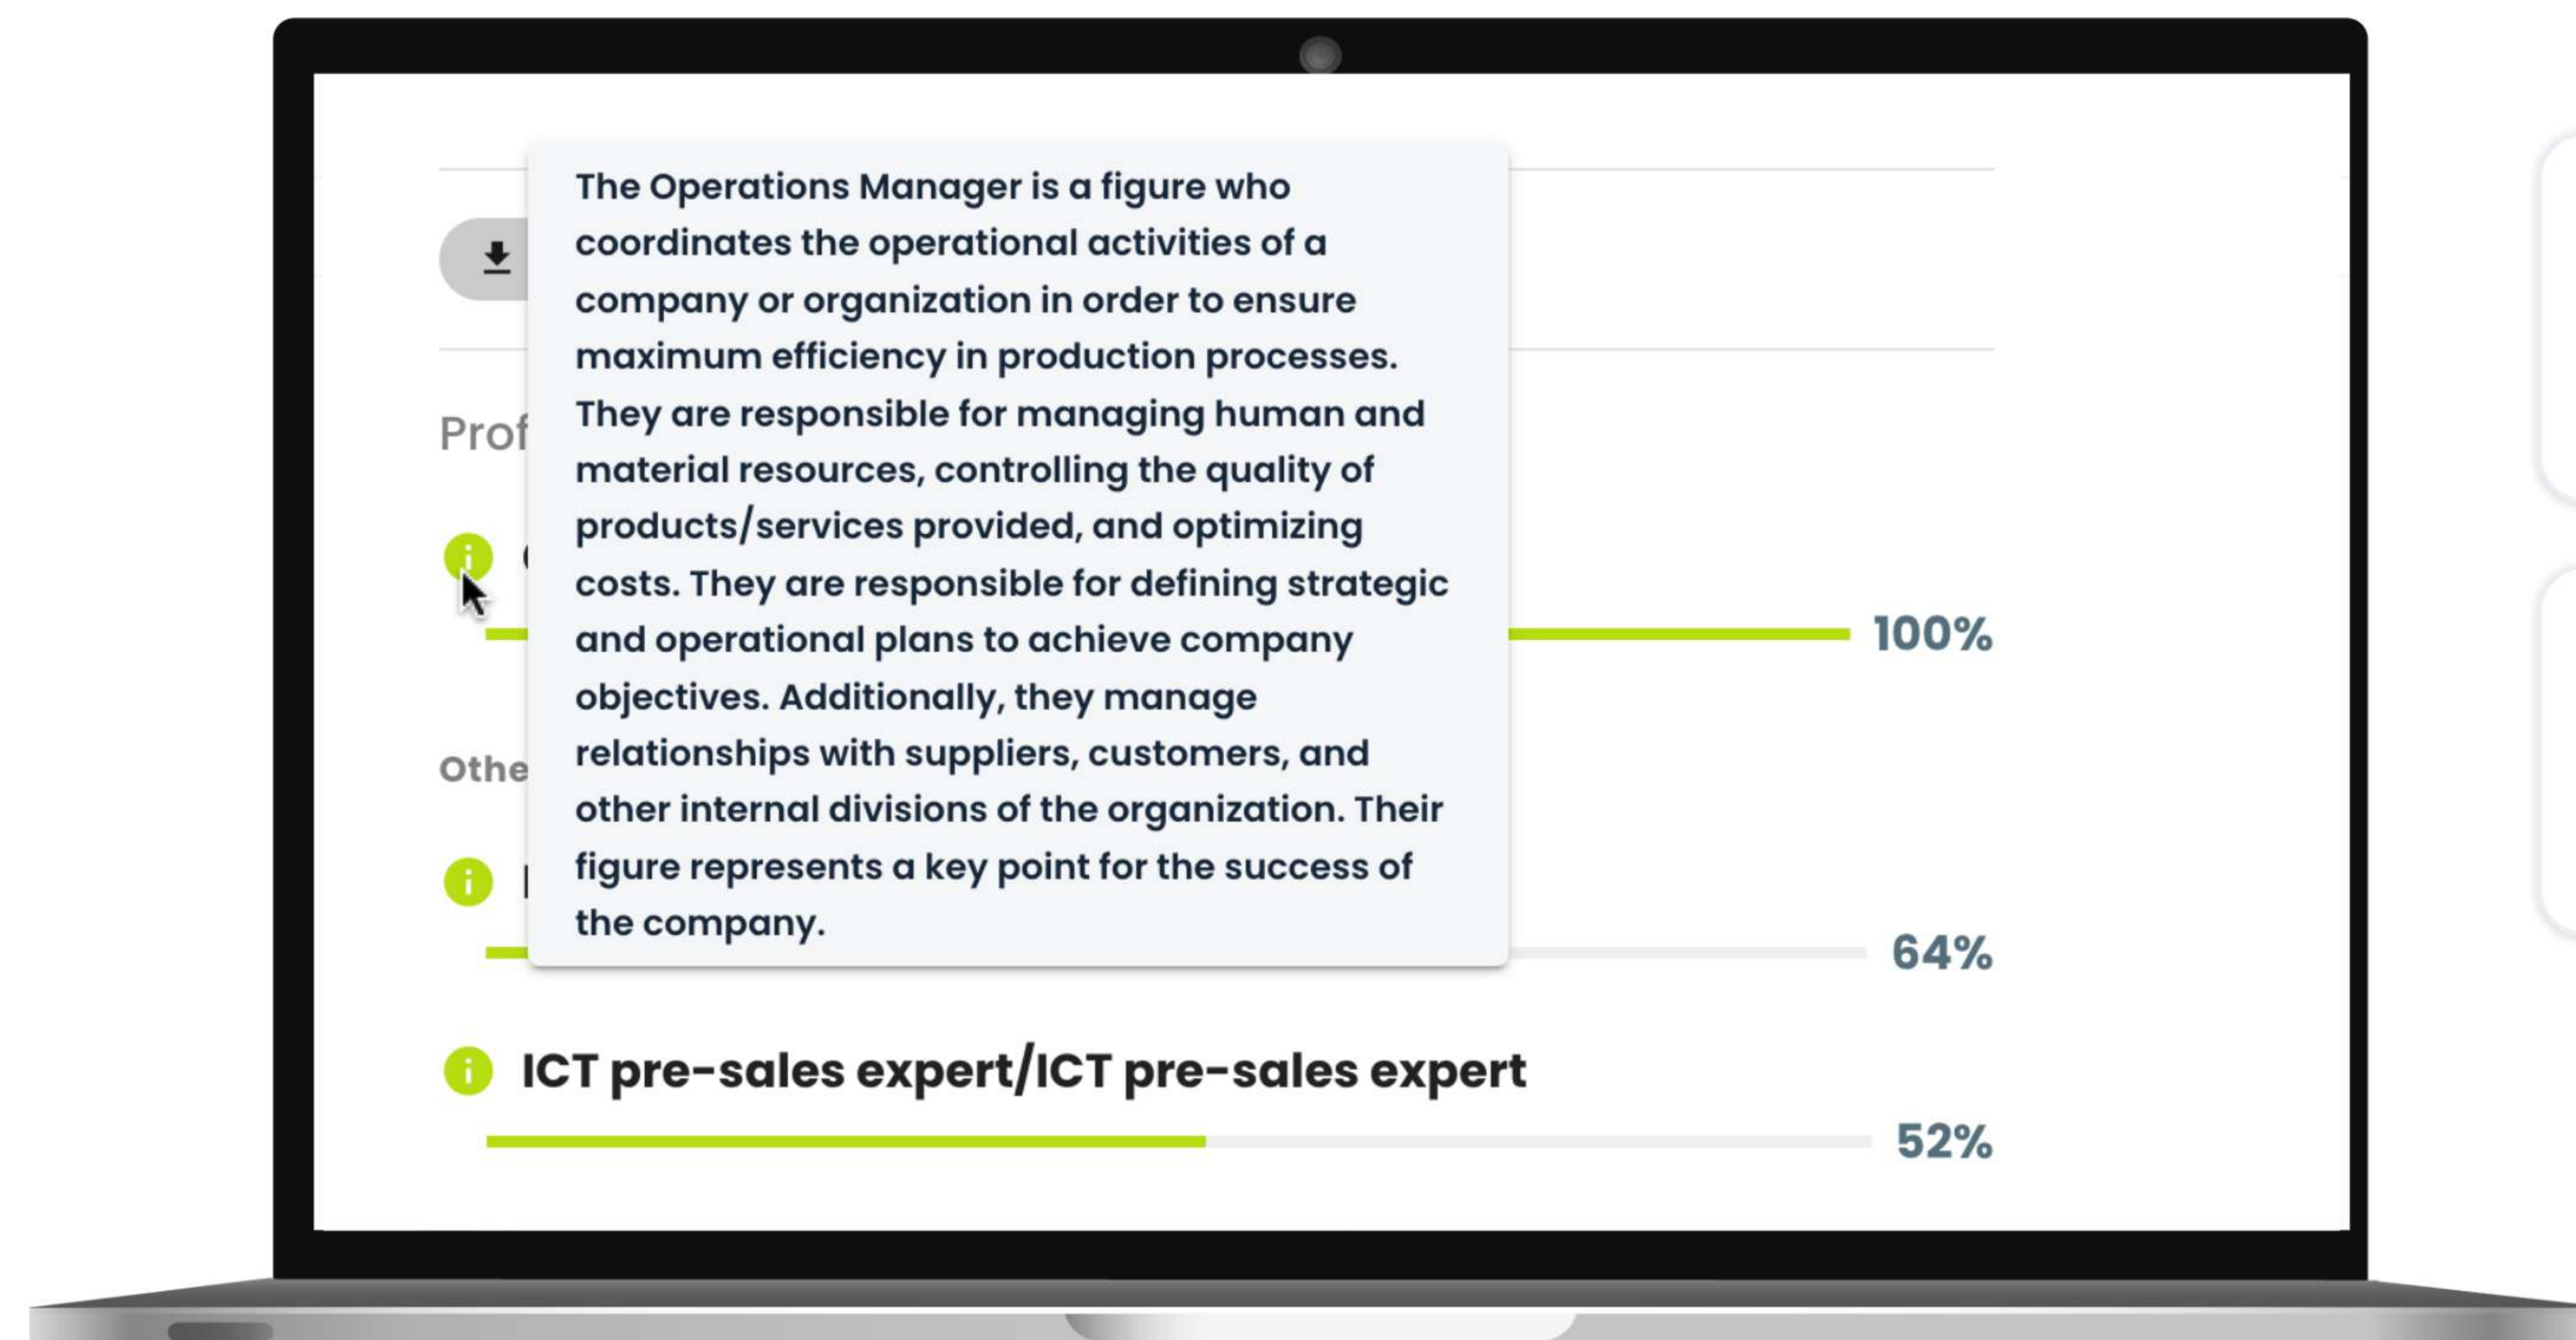 The Operations Manager is a figure who
coordinates the operational activities of a
company or organization in order to ensure
maximum efficiency in production processes.
They are responsible for managing human and
material resources, controlling the quality of
products/services provided, and optimizing
costs. They are responsible for defining strategic
and operational plans to achieve company
objectives. Additionally, they manage
relationships with suppliers, customers, and
other internal divisions of the organization. Their
figure represents a key point for the success of
the company.
Prof
100%
Othe
64%
ICT pre-sales expert/ICT pre-sales expert
52%